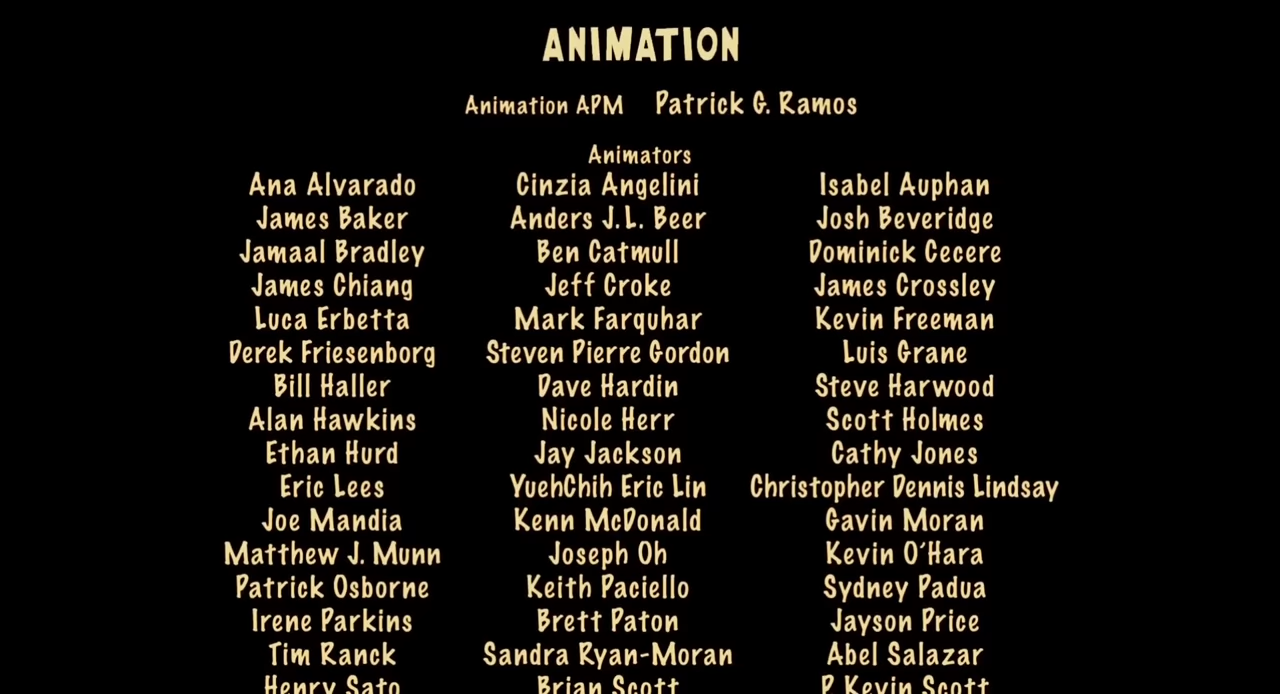 ANIMATION
Animation APM Patrick G. Ramos
Animators
Ana Alvarado Cinzia Angelini Isabel Auphan
James Baker Anders J.L. Beer Josh Beveridge
Jamaal Bradley Ben Catmull Dominick Cecere
James Chiang Jeff Croke James Crossley
Luca Erbetta Mark Farquhar Kevin Freeman
Derek Friesenborg Steven Pierre Gordon Luis Grane
Bill Haller Dave Hardin Steve Harwood
Alan Hawkins Nicole Herr Scott Holmes
Ethan Hurd Jay Jackson Cathy Jones
Eric Lees YuehChih Eric Lin Christopher Dennis Lindsay
Joe Mandia Kenn McDonald Gavin Moran
Matthew J. Munn Joseph Oh Kevin O'Hara
Patrick Osborne Keith Paciello Sydney Padua
Irene Parkins Brett Paton Jayson Price
Tim Ranck Sandra Ryan-Moran Abel Salazar
Henry Sato Brian Scott P. Kevin Scott